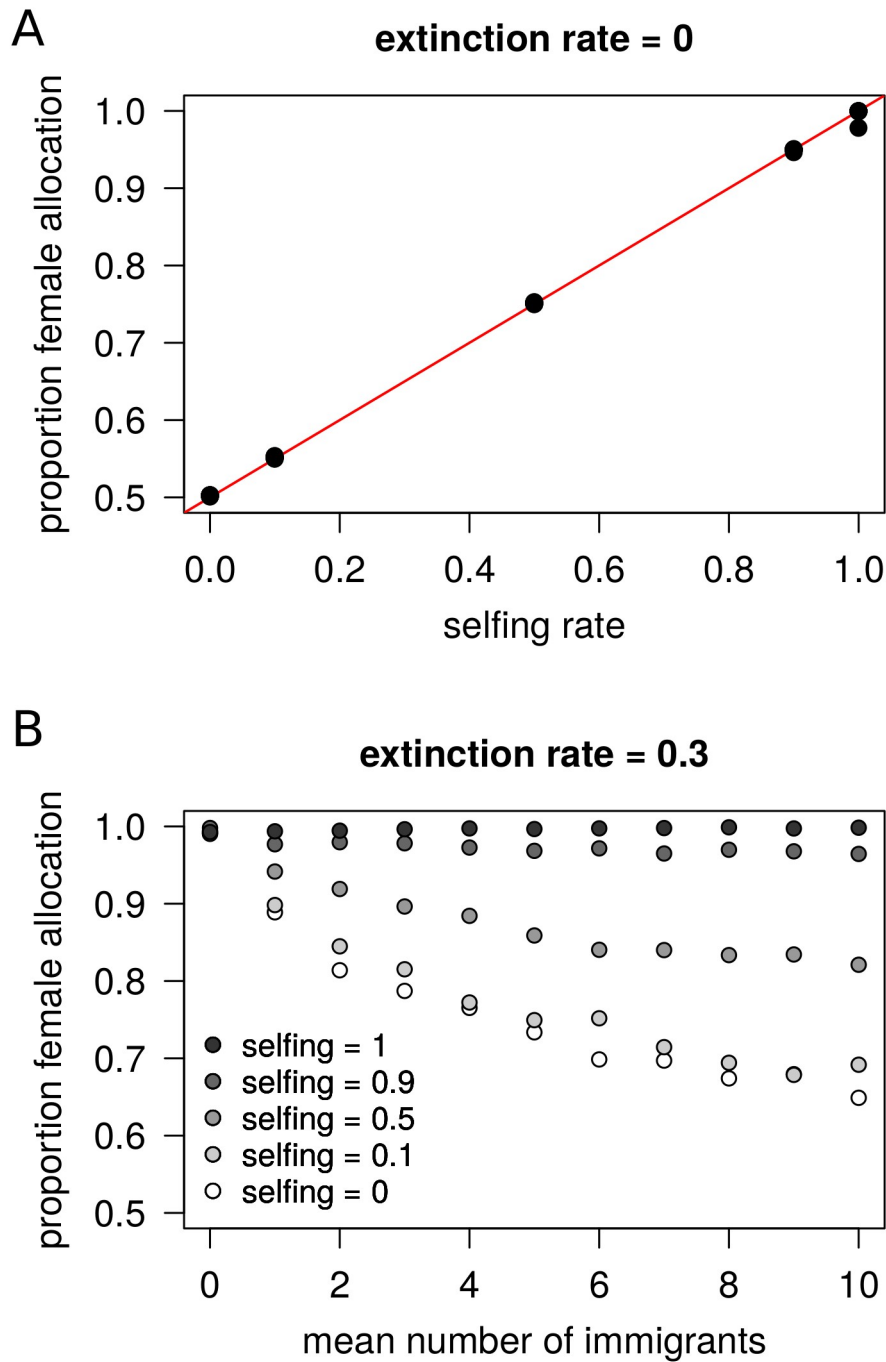 A
extinction rate = 0
proportion female allocation
1.0
0.9
0.8
0.7
0.6
0.5
0.0 0.2 0.4 0.6 0.8 1.0
selfing rate
B
extinction rate = 0.3
proportion female allocation
1.0
0.9
0.8
0.7
0.6
0.5
selfing = 1
selfing = 0.9
selfing = 0.5
selfing = 0.1
selfing = 0
0 2 4 6 8 10
mean number of immigrants